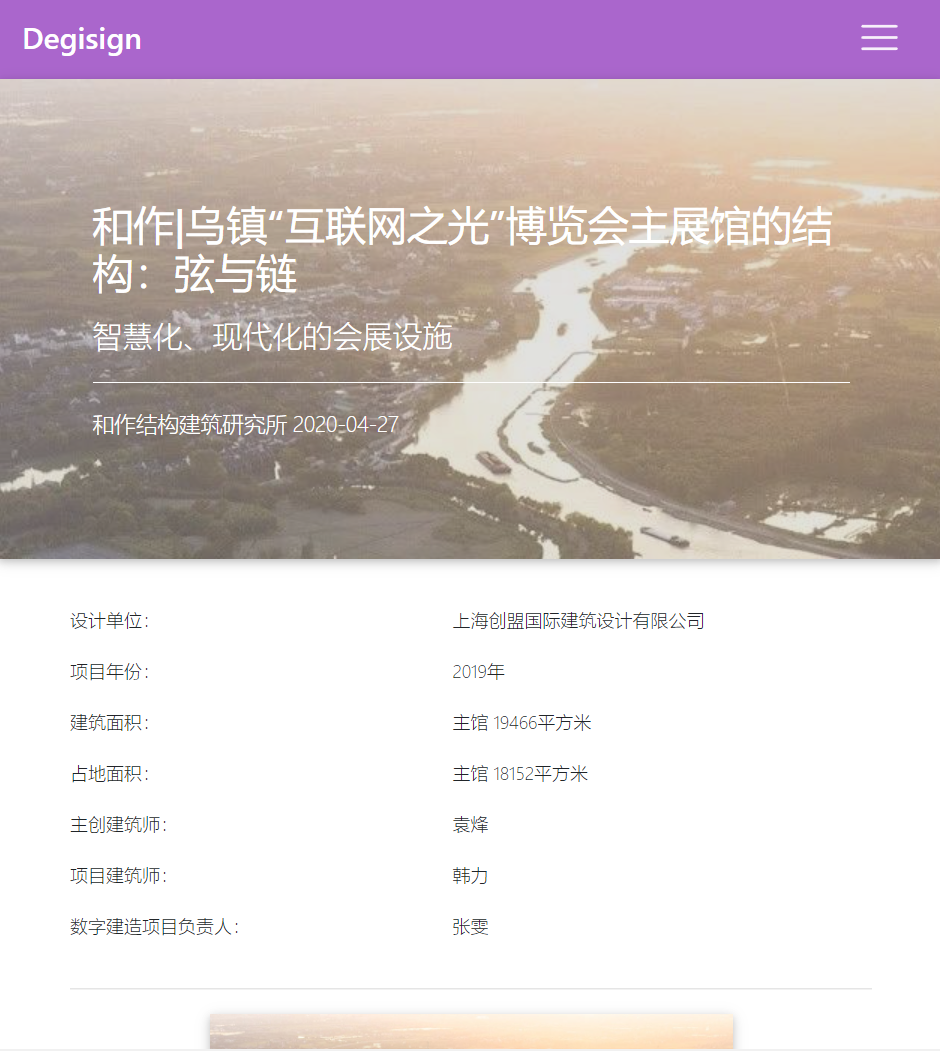 Degisign
和作|乌镇“互联网之光”博览会主展馆的结
构：弦与链
智慧化、现代化的会展设施
和作结构建筑研究所 2020-04-27
设计单位： 上海创盟国际建筑设计有限公司
项目年份： 2019年
建筑面积： 主馆 19466平方米
占地面积： 主馆 18152平方米
主创建筑师： 袁烽
项目建筑师： 韩力
数字建造项目负责人： 张雯